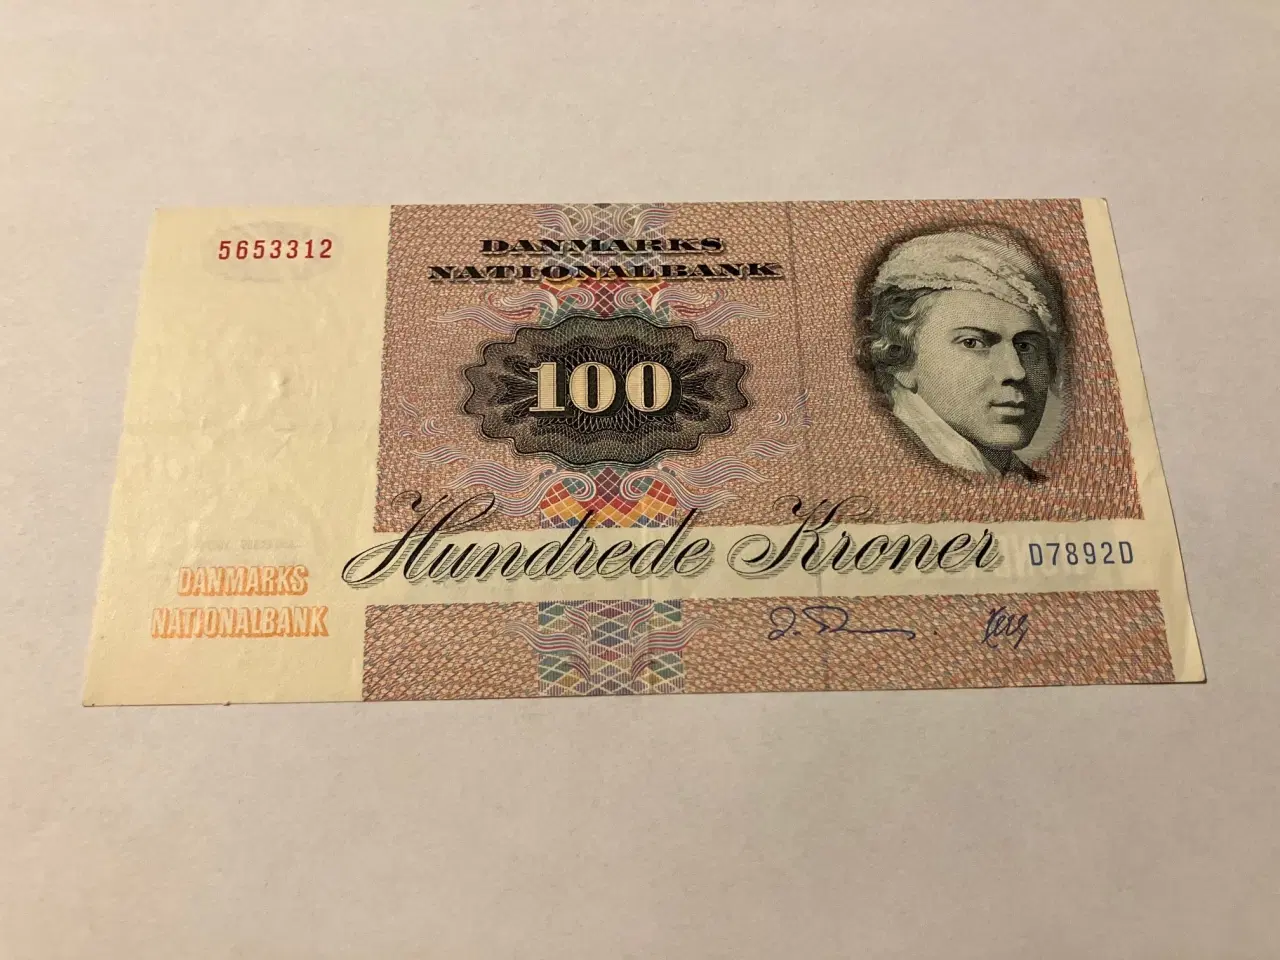 5653312
DANMARKS
NATIONALBANK
100
Hundrede Kroner
D7892D
DANMARKS
NATIONALBANK